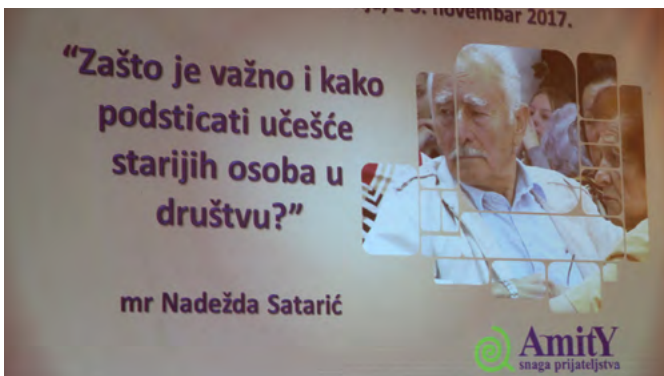 novembar 2017.
“Zašto je važno i kako
podsticati učešće
starijih osoba u
društvu?”
mr Nadežda Satarić
AmitY
snaga prijateljstva